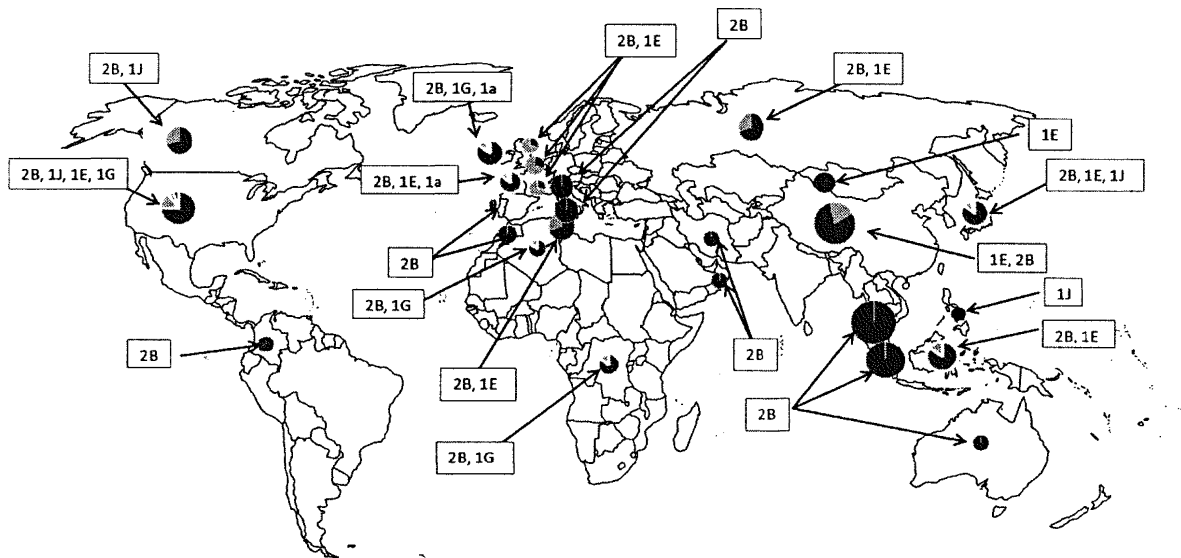 2B
2B, 1E
2B, 1J
2B, 1G, 1a
2B, 1E
1E
2B, 1J, 1E, 1G
2B, 1E, 1a
2B, 1E, 1J
2B
1E, 2B
2B, 1G
1J
2B
2B
2B, 1E
2B, 1E
2B
2B, 1G